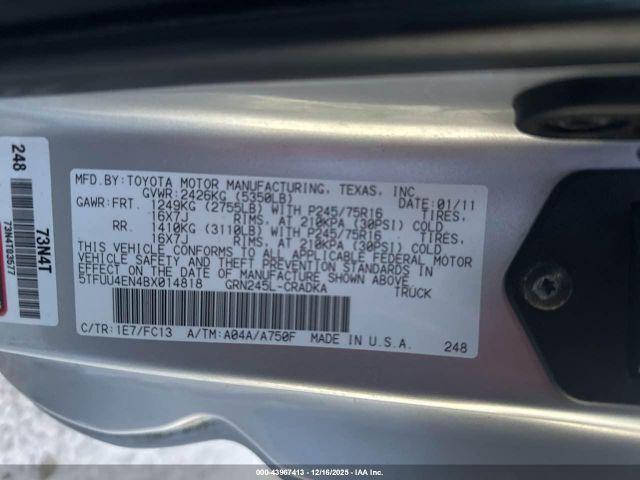 248
73N4T
73N4T03577
MFD.BY:TOYOTA MOTOR MANUFACTURING, TEXAS, INC.
GVWR:2426KG (5350LB) DATE:01/11
GAWR:FRT. 1249KG (2755LB) WITH P245/75R16 TIRES,
16X7J RIMS, AT 210KPA (30PSI) COLD
RR. 1410KG (3110LB) WITH P245/75R16 TIRES,
16X7J RIMS, AT 210KPA (30PSI) COLD
THIS VEHICLE CONFORMS TO ALL APPLICABLE FEDERAL MOTOR
VEHICLE SAFETY AND THEFT PREVENTION STANDARDS IN
EFFECT ON THE DATE OF MANUFACTURE SHOWN ABOVE.
5TFUU4EN4BX014818 GRN245L-CRADKA TRUCK
C/TR:1E7/FC13 A/TM:A04A/A750F MADE IN U.S.A. 248
000-43967413 - 12/16/2025 - IAA Inc.